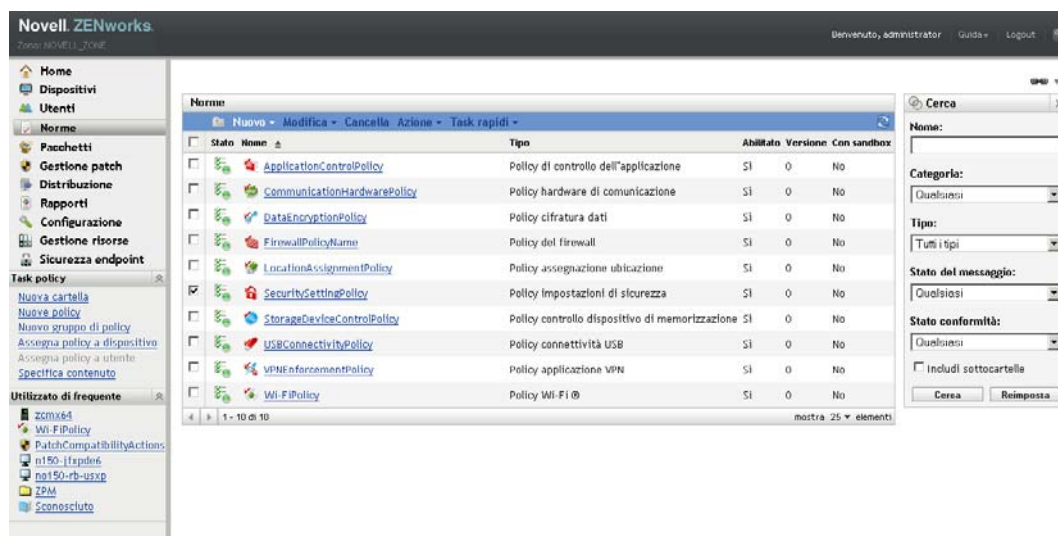 Novell. ZENworks.
Zona: NOVELL_ZONE
Benvenuto, administrator Guida Logout
Home
Dispositivi
Utenti
Norme
Pacchetti
Gestione patch
Distribuzione
Rapporti
Configurazione
Gestione risorse
Sicurezza endpoint
Task policy
Nuova cartella
Nuove policy
Nuovo gruppo di policy
Assegna policy a dispositivo
Assegna policy a utente
Specifica contenuto
Utilizzato di frequente
zcmx64
Wi-FiPolicy
PatchCompatibilityActions
n150-jfxpde6
no150-rb-usxp
ZPM
Sconosciuto
Norme
Nuovo Modifica Cancella Azione Task rapidi
Stato Nome Tipo Abilitato Versione Con sandbox
ApplicationControlPolicy Policy di controllo dell"applicazione Sì 0 No
CommunicationHardwarePolicy Policy hardware di comunicazione Sì 0 No
DataEncryptionPolicy Policy cifratura dati Sì 0 No
FirewallPolicyName Policy del firewall Sì 0 No
LocationAssignmentPolicy Policy assegnazione ubicazione Sì 0 No
SecuritySettingPolicy Policy impostazioni di sicurezza Sì 0 No
StorageDeviceControlPolicy Policy controllo dispositivo di memorizzazione Sì 0 No
USBConnectivityPolicy Policy connettività USB Sì 0 No
VPNEnforcementPolicy Policy applicazione VPN Sì 0 No
Wi-FiPolicy Policy Wi-Fi ® Sì 0 No
1 - 10 di 10 mostra 25 elementi
Cerca
Nome:
Categoria:
Qualsiasi
Tipo:
Tutti i tipi
Stato del messaggio:
Qualsiasi
Stato conformità:
Qualsiasi
Includi sottocartelle
Cerca Reimposta